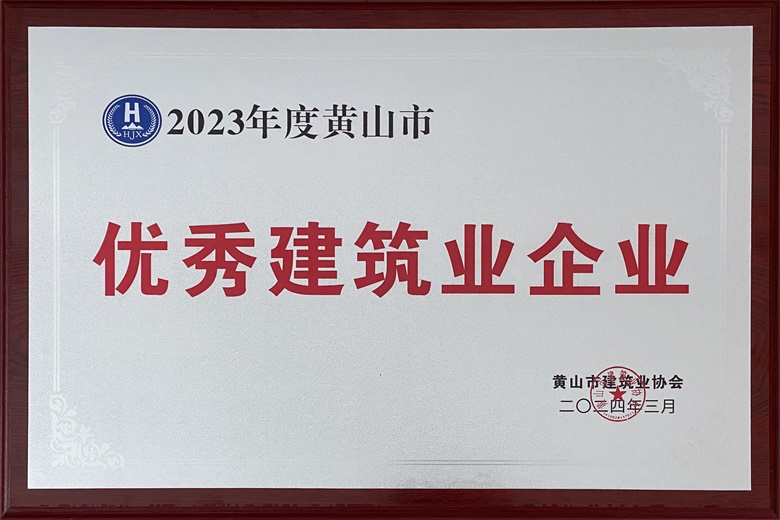 HJX
2023年度黄山市
优秀建筑业企业
黄山市建筑业协会
二〇二四年三月